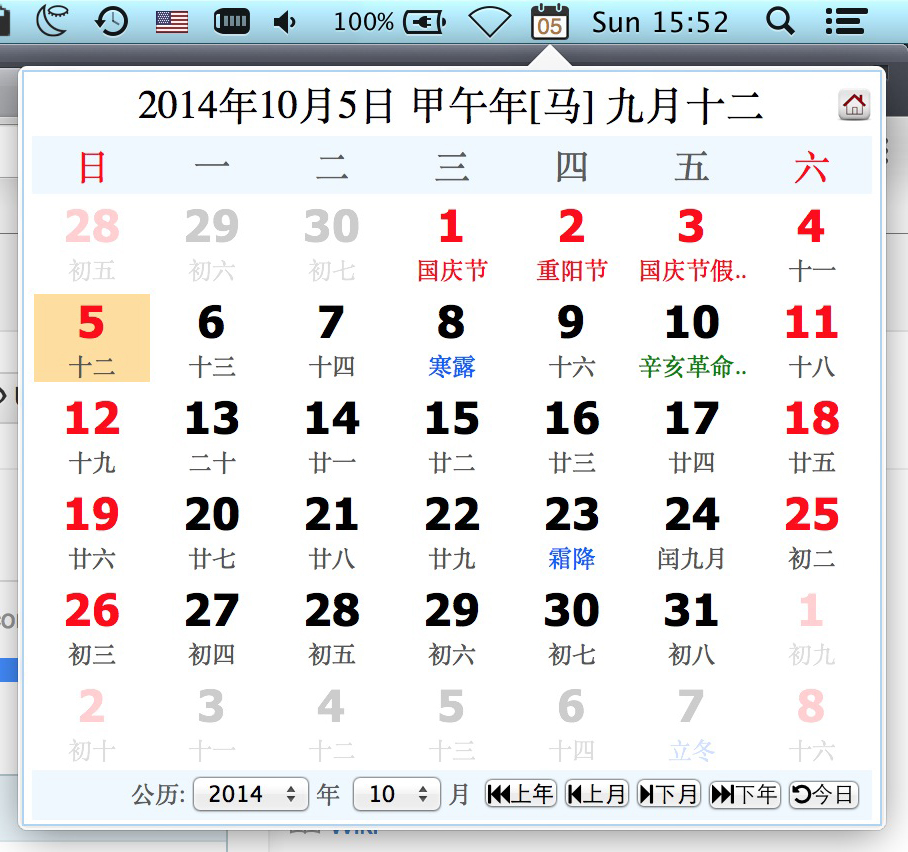 100% 05 Sun 15:52
2014年10月5日 甲午年[马] 九月十二
日 一 二 三 四 五 六
28 29 30 1 2 3 4
初五 初六 初七 国庆节 重阳节 国庆节假.. 十一
5 6 7 8 9 10 11
十二 十三 十四 寒露 十六 辛亥革命.. 十八
12 13 14 15 16 17 18
十九 二十 廿一 廿二 廿三 廿四 廿五
19 20 21 22 23 24 25
廿六 廿七 廿八 廿九 霜降 闰九月 初二
26 27 28 29 30 31 1
初三 初四 初五 初六 初七 初八 初九
2 3 4 5 6 7 8
初十 十一 十二 十三 十四 立冬 十六
公历: 2014 年 10 月 上年 上月 下月 下年 今日